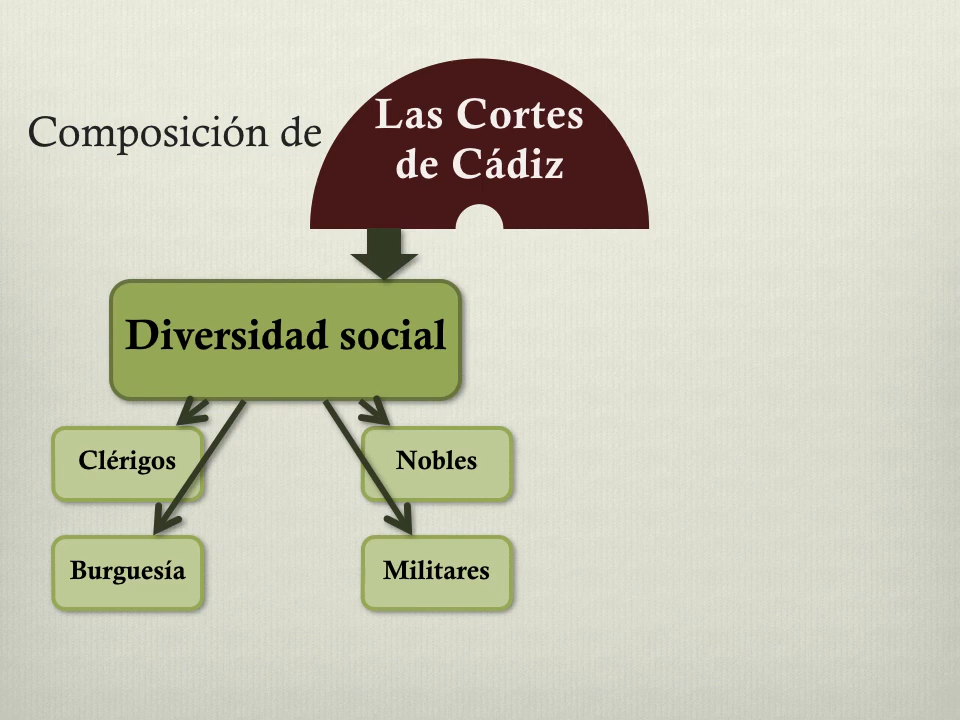 Composición de
Las Cortes
de Cádiz
Diversidad social
Clérigos
Nobles
Burguesía
Militares